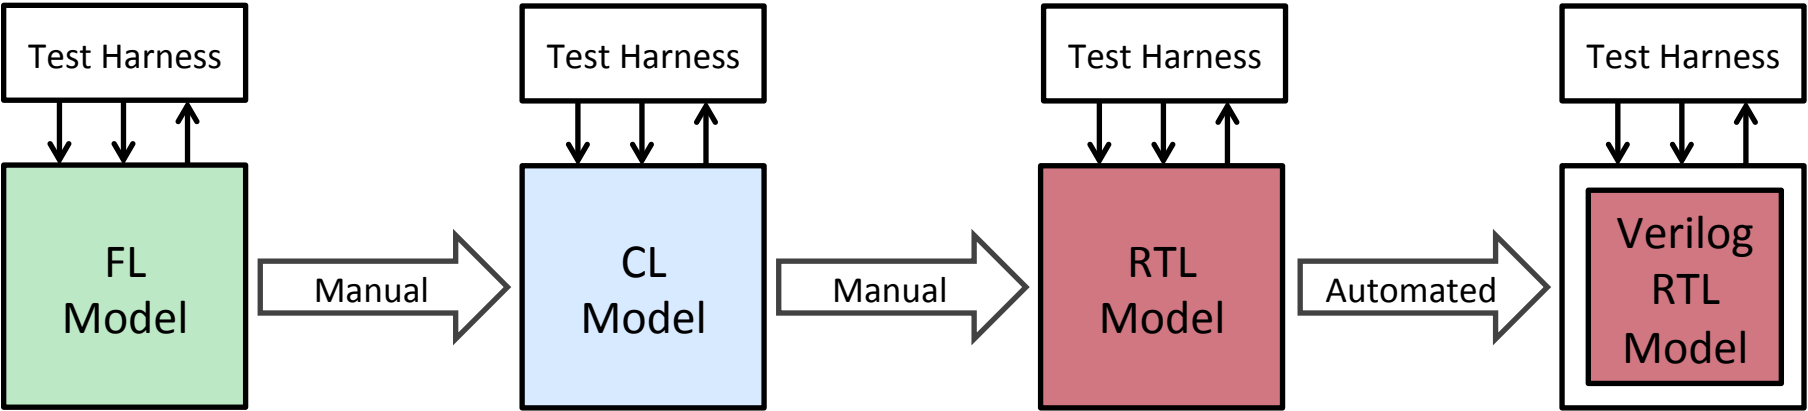 Test Harness
Test Harness
Test Harness
Test Harness
FL
Model
Manual
CL
Model
Manual
RTL
Model
Automated
Verilog
RTL
Model